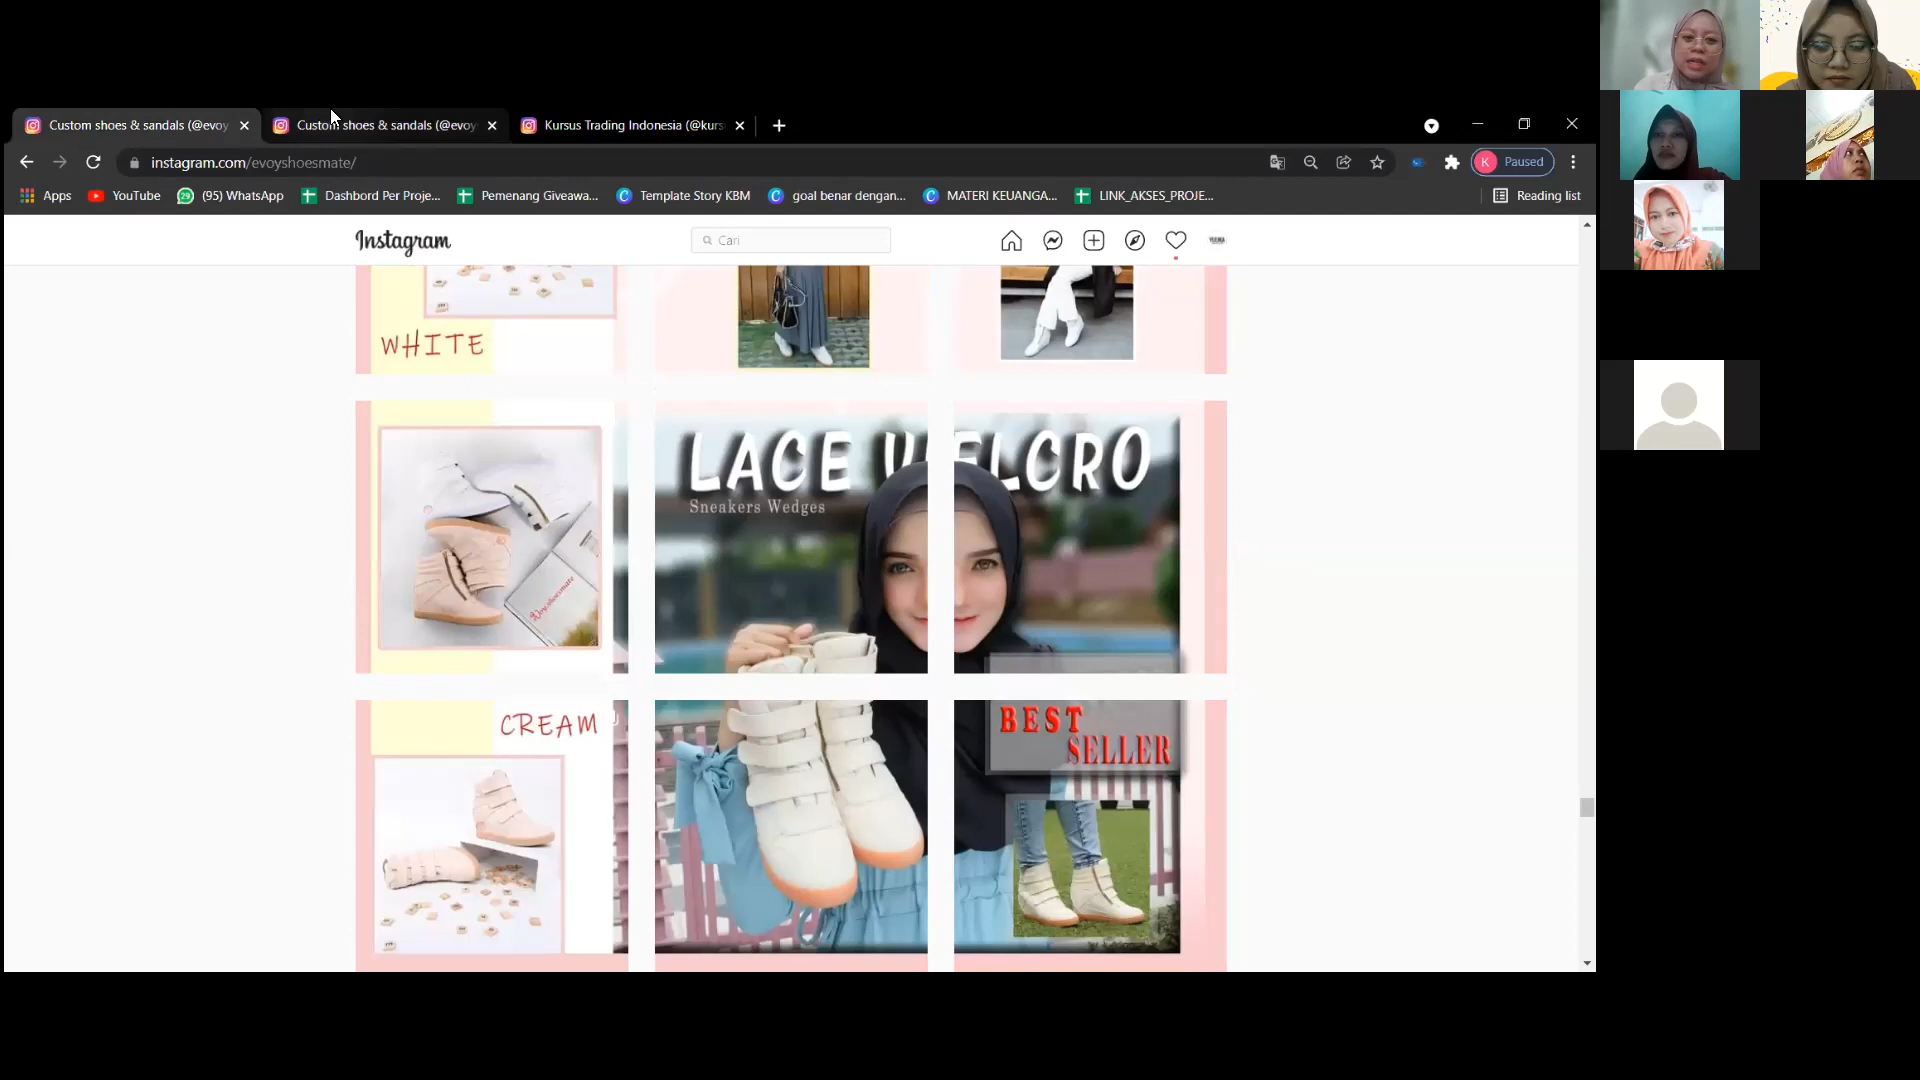 Custom shoes & sandals (@evoy
Custom shoes & sandals (@evoy
Kursus Trading Indonesia (@kurs
instagram.com/evoyshoesmate/
K Paused
Apps
YouTube
(95) WhatsApp
Dashbord Per Proje...
Pemenang Giveawa...
Template Story KBM
goal benar dengan...
MATERI KEUANGA...
LINK_AKSES_PROJE...
Reading list
Instagram
Cari
WHITE
LACE VELCRO
Sneakers Wedges
Evoyshoesmate
CREAM
BEST
SELLER